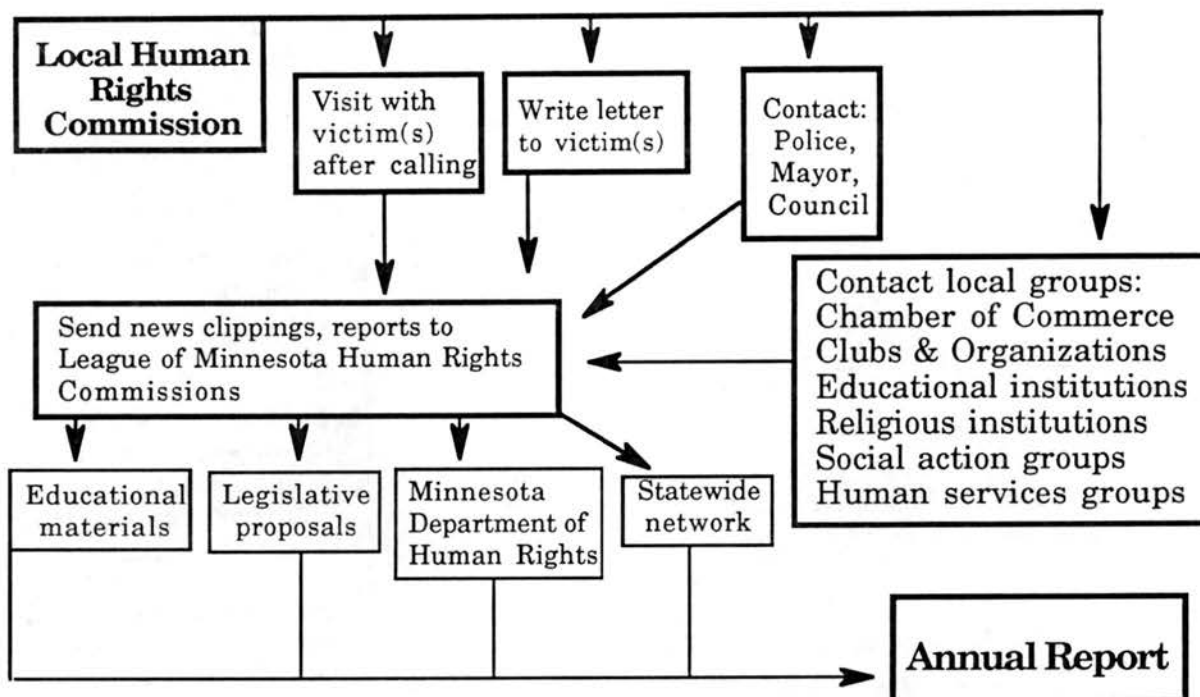 Local Human
Rights
Commission
Visit with
victim(s)
after calling
Write letter
to victim(s)
Contact:
Police,
Mayor,
Council
Contact local groups:
Chamber of Commerce
Clubs & Organizations
Educational institutions
Religious institutions
Social action groups
Human services groups
Send news clippings, reports to
League of Minnesota Human Rights
Commissions
Educational
materials
Legislative
proposals
Minnesota
Department of
Human Rights
Statewide
network
Annual Report